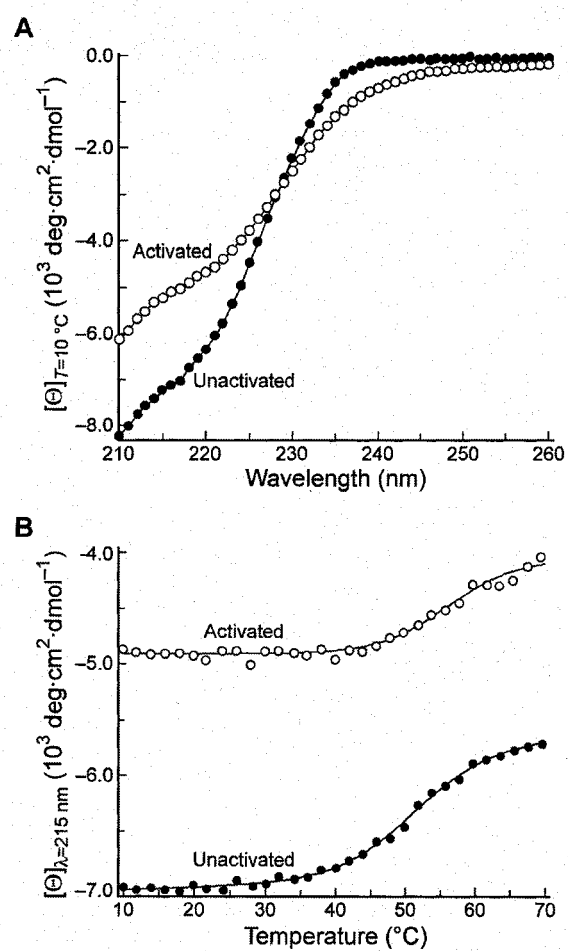 A
0.0
−2.0
−4.0
−6.0
−8.0
[Θ]T=10 °C (10³ deg·cm²·dmol⁻¹)
Activated
Unactivated
210 220 230 240 250 260
Wavelength (nm)
B
-4.0
−5.0
−6.0
−7.0
[Θ]λ=215 nm (10³ deg·cm²·dmol⁻¹)
Activated
Unactivated
10 20 30 40 50 60 70
Temperature (°C)